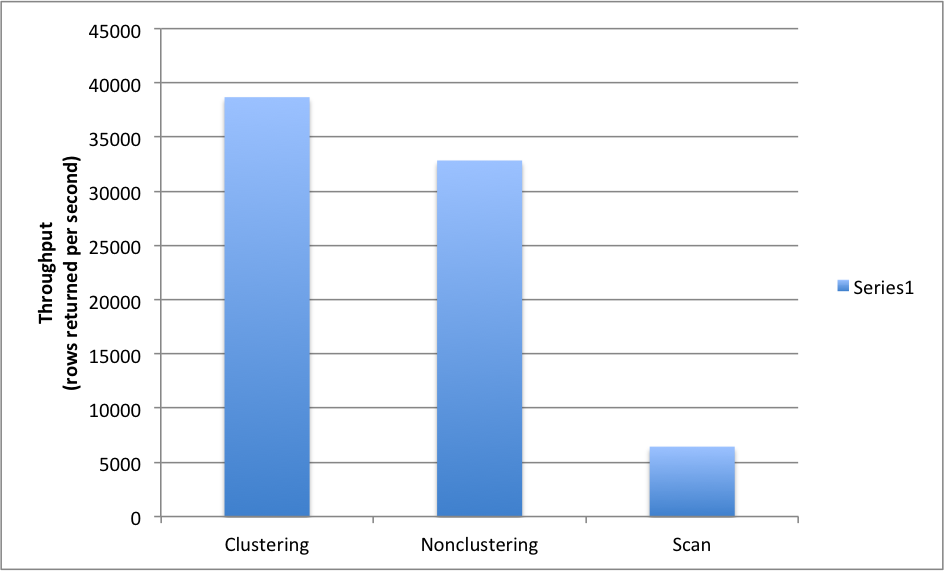 45000
40000
35000
30000
25000
20000
15000
10000
5000
0
Throughput
(rows returned per second)
Clustering
Nonclustering
Scan
Series1